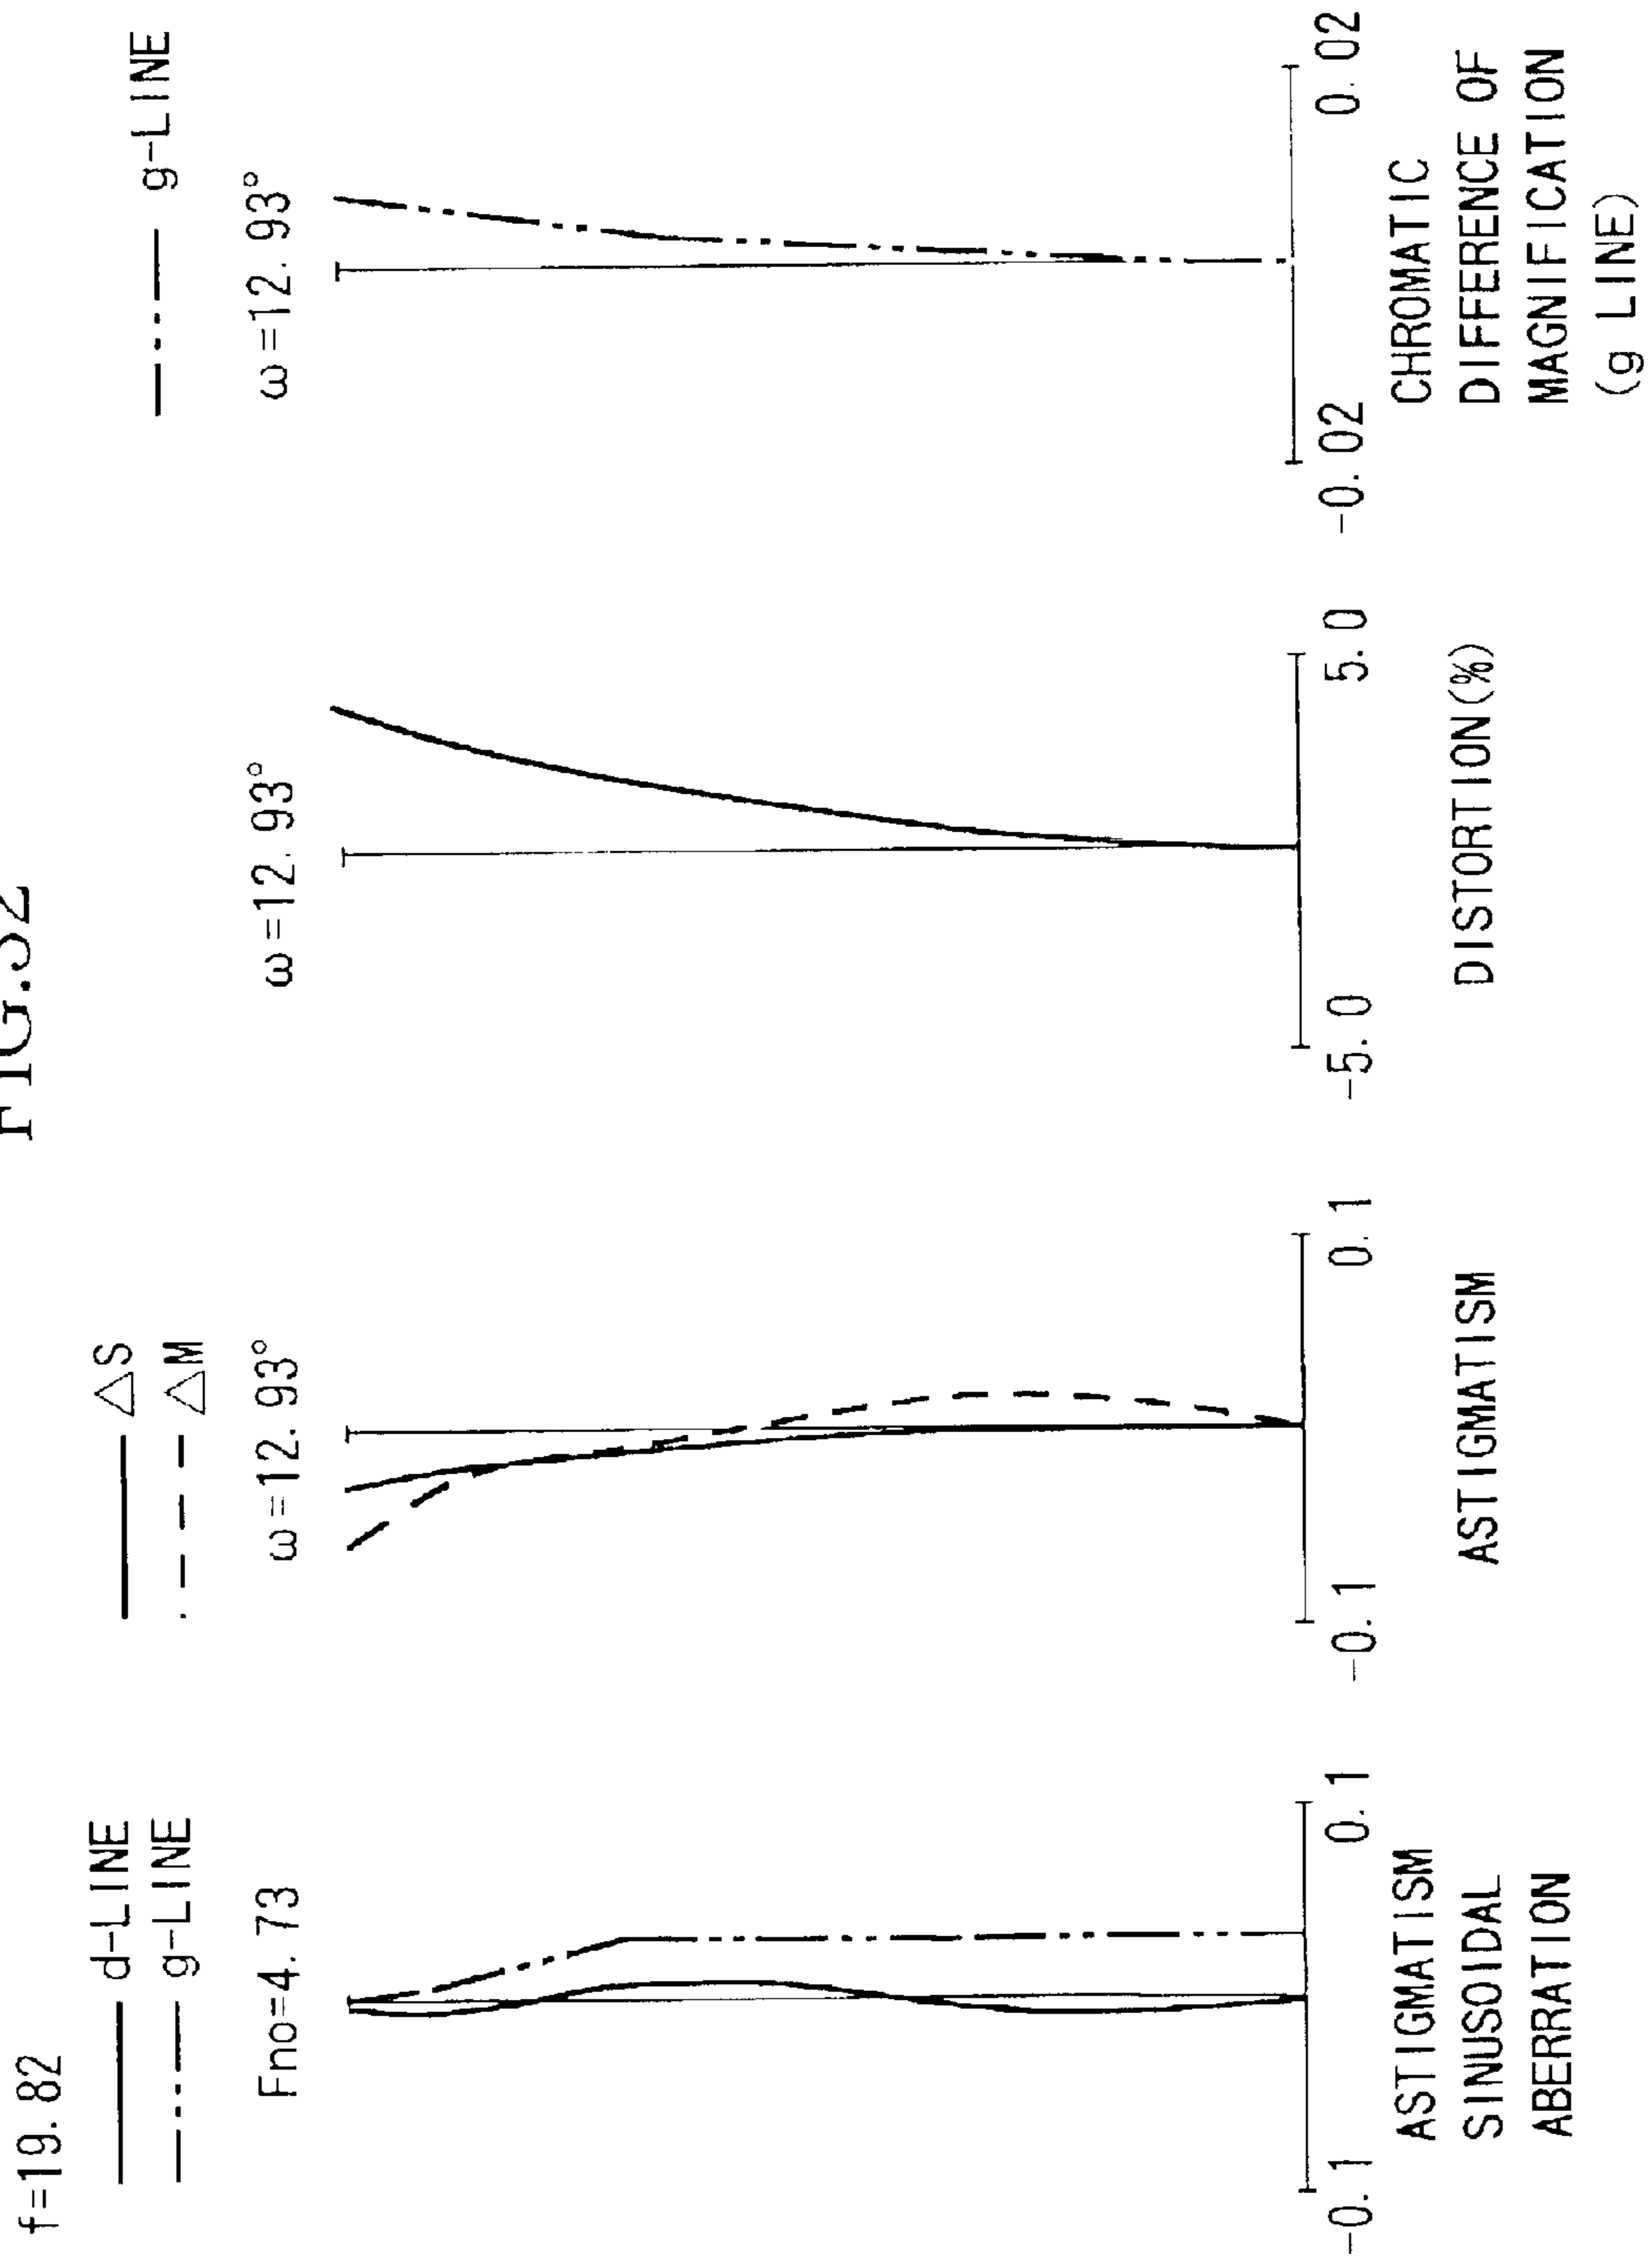 FIG.32
f=19.82
d-LINE
g-LINE
Fno=4.73
-0.1
0.1
ASTIGMATISM
SINUSOIDAL
ABERRATION
△S
△M
ω=12.93°
-0.1
0.1
ASTIGMATISM
ω=12.93°
-5.0
5.0
DISTORTION(%)
g-LINE
ω=12.93°
-0.02
0.02
CHROMATIC
DIFFERENCE OF
MAGNIFICATION
(g LINE)